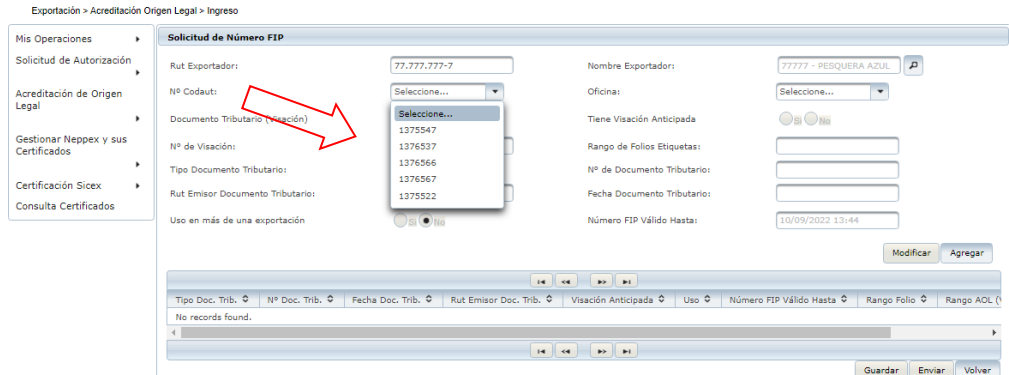 Exportación > Acreditación Origen Legal > Ingreso
Mis Operaciones
Solicitud de Autorización
Acreditación de Origen
Legal
Gestionar Neppex y sus
Certificados
Certificación Sicex
Consulta Certificados
Solicitud de Número FIP
Rut Exportador: 77.777.777-7 Nombre Exportador: 77777 - PESQUERA AZUL
Nº Codaut: Seleccione... Oficina: Seleccione...
Seleccione...
1375547
1376537
1376566
1376567
1375522
Documento Tributario (Visación) Tiene Visación Anticipada Si No
Nº de Visación: Rango de Folios Etiquetas:
Tipo Documento Tributario: Nº de Documento Tributario:
Rut Emisor Documento Tributario: Fecha Documento Tributario:
Uso en más de una exportación Si No Número FIP Válido Hasta: 10/09/2022 13:44
Modificar Agregar
Tipo Doc. Trib. Nº Doc. Trib. Fecha Doc. Trib. Rut Emisor Doc. Trib. Visación Anticipada Uso Número FIP Válido Hasta Rango Folio Rango AOL (
No records found.
Guardar Enviar Volver